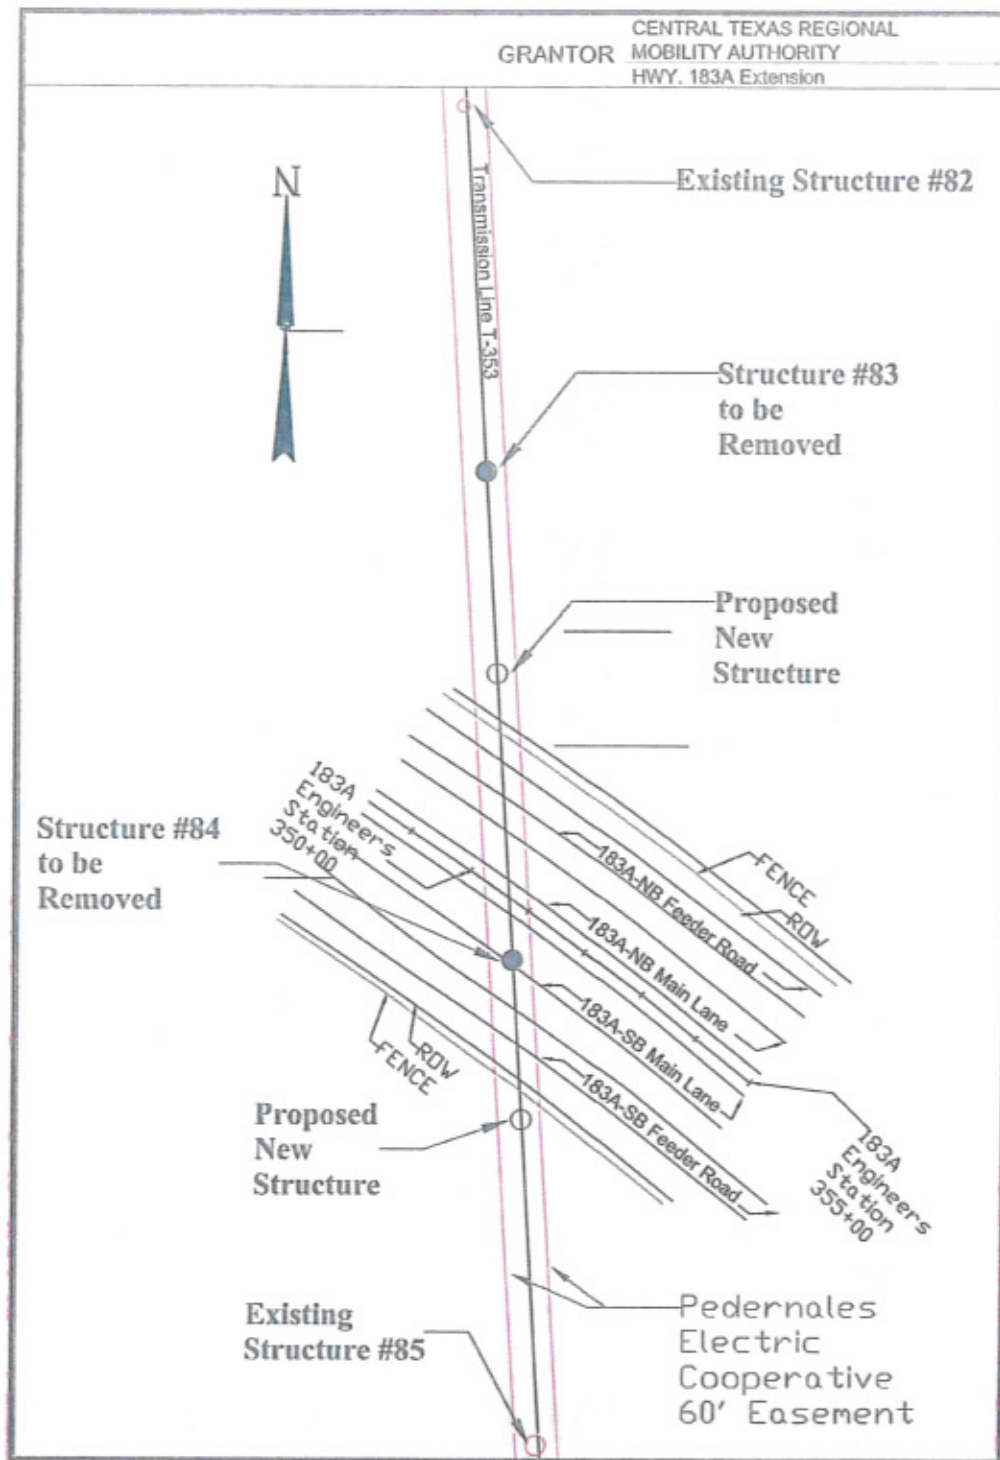 GRANTOR
CENTRAL TEXAS REGIONAL
MOBILITY AUTHORITY
HWY. 183A Extension
N
Existing Structure #82
Transmission Line T-353
Structure #83
to be
Removed
Proposed
New
Structure
183A
Engineers
Station
350+00
Structure #84
to be
Removed
FENCE
ROW
183A-NB Feeder Road
183A-NB Main Lane
183A-SB Main Lane
183A-SB Feeder Road
ROW
FENCE
183A
Engineers
Station
355+00
Proposed
New
Structure
Existing
Structure #85
Pedernales
Electric
Cooperative
60' Easement